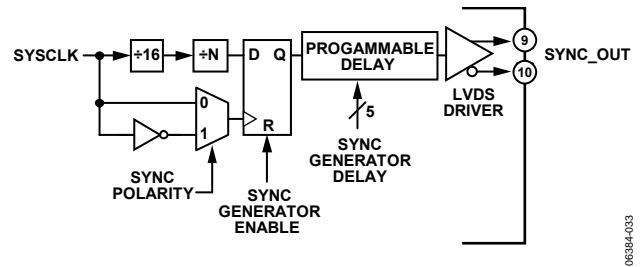 SYSCLK
÷16
÷N
D Q
R
PROGAMMABLE
DELAY
9
10
SYNC_OUT
LVDS
DRIVER
0
1
5
SYNC
GENERATOR
DELAY
SYNC
POLARITY
SYNC
GENERATOR
ENABLE
06384-033